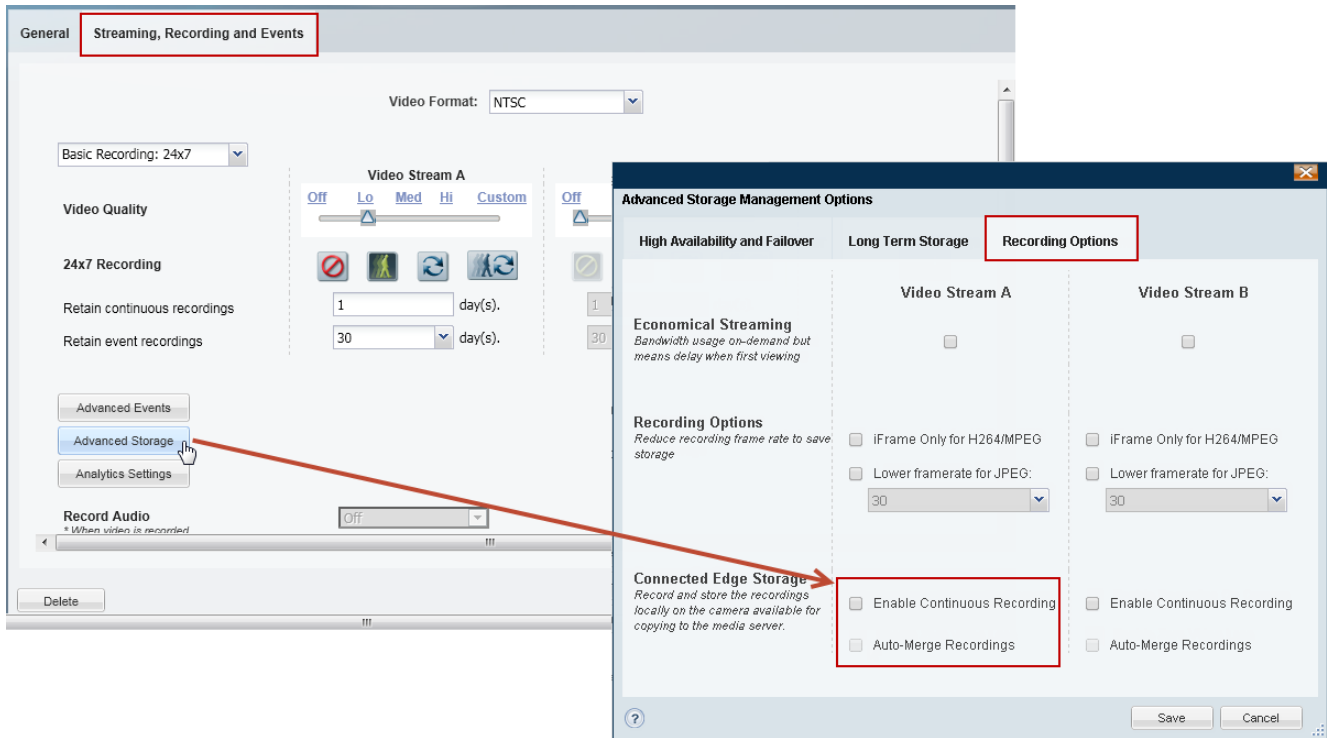 General Streaming, Recording and Events
Video Format: NTSC
Basic Recording: 24x7
Video Stream A
Video Quality
Off Lo Med Hi Custom
Off
24x7 Recording
Retain continuous recordings 1 day(s).
1
Retain event recordings 30 day(s).
30
Advanced Events
Advanced Storage
Analytics Settings
Record Audio Off
* When video is recorded
Delete
Advanced Storage Management Options
High Availability and Failover Long Term Storage Recording Options
Video Stream A Video Stream B
Economical Streaming
Bandwidth usage on-demand but
means delay when first viewing
Recording Options
Reduce recording frame rate to save
storage
iFrame Only for H264/MPEG iFrame Only for H264/MPEG
Lower framerate for JPEG: Lower framerate for JPEG:
30 30
Connected Edge Storage
Record and store the recordings
locally on the camera available for
copying to the media server.
Enable Continuous Recording Enable Continuous Recording
Auto-Merge Recordings Auto-Merge Recordings
? Save Cancel